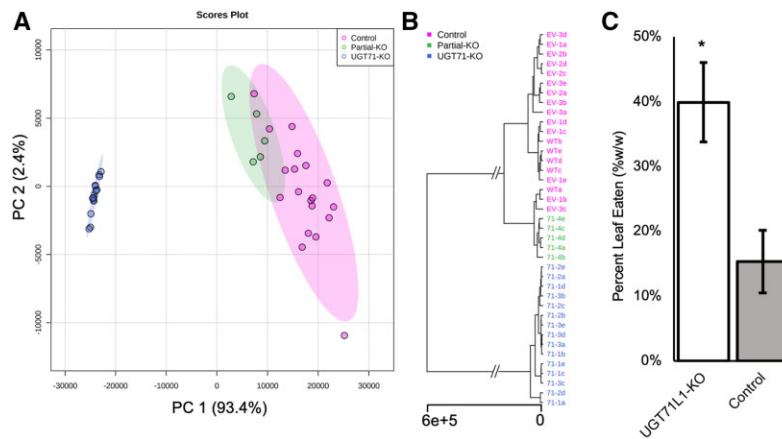 A
Scores Plot
Control
Partial-KO
UGT71-KO
PC 2 (2.4%)
10000
5000
0
-5000
-10000
-30000 -20000 -10000 0 10000 20000 30000
PC 1 (93.4%)
B
Control
Partial-KO
UGT71-KO
EV-3d
EV-1a
EV-2b
EV-2d
EV-2c
EV-3e
EV-2a
EV-3b
EV-3a
EV-1d
EV-1c
WTb
WTe
WTd
WTc
EV-1e
WTa
EV-1b
EV-3c
71-4e
71-4c
71-4d
71-4a
71-4b
71-2e
71-2a
71-1d
71-3b
71-2c
71-2b
71-3e
71-3d
71-3a
71-1b
71-1e
71-1c
71-3c
71-2d
71-1a
6e+5 0
C
Percent Leaf Eaten (%w/w)
50%
40%
30%
20%
10%
0%
*
UGT71L1-KO
Control